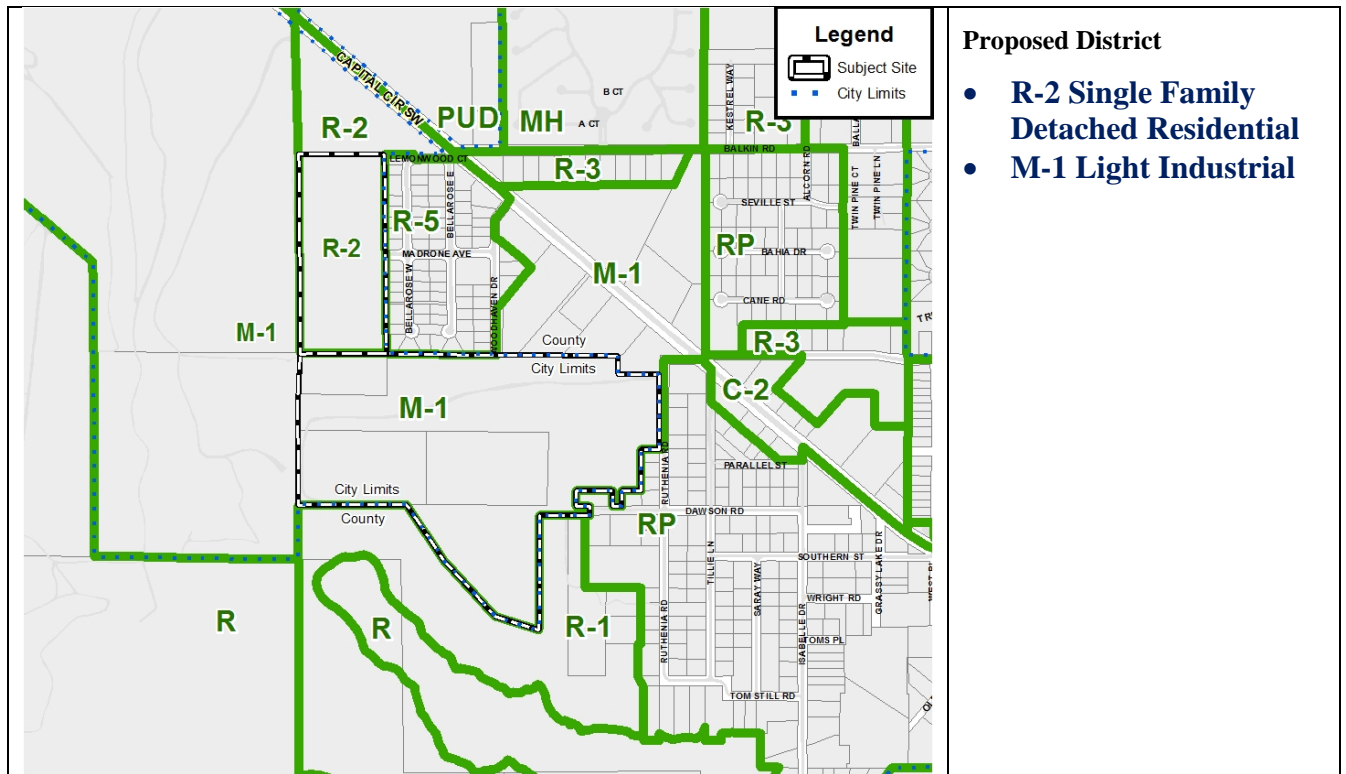 Legend
Subject Site
City Limits
CAPITAL CIR SW
PUD
MH
B CT
A CT
KESTREL WAY
R-3
R-2
LEMONWOOD CT
BALKIN RD
R-3
ALCORN RD
TWIN PINE CT
TWIN PINE LN
SEVILLE ST
R-2
R-5
BELLAROSE E
MADRONE AVE
BELLAROSE W
WOODHAVEN DR
M-1
RP
BAHIA DR
CANE RD
M-1
County
City Limits
R-3
C-2
M-1
RUTHENIA RD
PARALLEL ST
City Limits
County
RP
DAWSON RD
TILLIE LN
SARAY WAY
SOUTHERN ST
GRASSY LAKE DR
WRIGHT RD
ISABELLE DR
TOMS PL
RUTHENIA RD
R
R
R-1
TOM STILL RD
Proposed District
• R-2 Single Family
Detached Residential
• M-1 Light Industrial